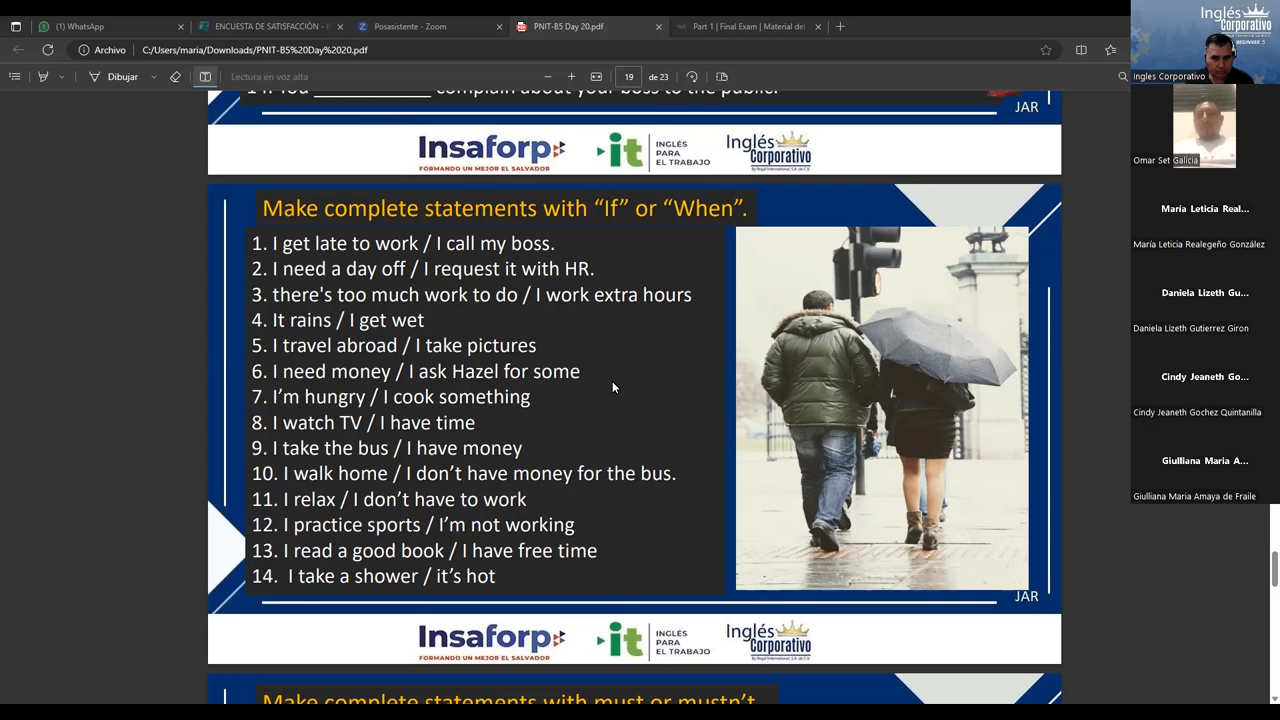 (1) WhatsApp
ENCUESTA DE SATISFACCIÓN - I
Posasistente - Zoom
PNIT-B5 Day 20.pdf
Part 1 | Final Exam | Material del
Archivo
C:/Users/maria/Downloads/PNIT-B5%20Day%2020.pdf
Dibujar
Lectura en voz alta
19 de 23
complain about your boss to the public.
JAR
Insaforp
FORMANDO UN MEJOR EL SALVADOR
it
INGLÉS
PARA
EL TRABAJO
Inglés
Corporativo
Make complete statements with “If” or “When”.
1. I get late to work / I call my boss.
2. I need a day off / I request it with HR.
3. there's too much work to do / I work extra hours
4. It rains / I get wet
5. I travel abroad / I take pictures
6. I need money / I ask Hazel for some
7. I’m hungry / I cook something
8. I watch TV / I have time
9. I take the bus / I have money
10. I walk home / I don’t have money for the bus.
11. I relax / I don’t have to work
12. I practice sports / I’m not working
13. I read a good book / I have free time
14. I take a shower / it’s hot
JAR
Insaforp
FORMANDO UN MEJOR EL SALVADOR
it
INGLÉS
PARA
EL TRABAJO
Inglés
Corporativo
Make complete statements with must or mustn’t.
Inglés
Corporativo
BEGINNER 5
Ingles Corporativo
Omar Set Galicia
María Leticia Real...
María Leticia Realegeño González
Daniela Lizeth Gu...
Daniela Lizeth Gutierrez Giron
Cindy Jeaneth Go...
Cindy Jeaneth Gochez Quintanilla
Giulliana Maria A...
Giulliana Maria Amaya de Fraile